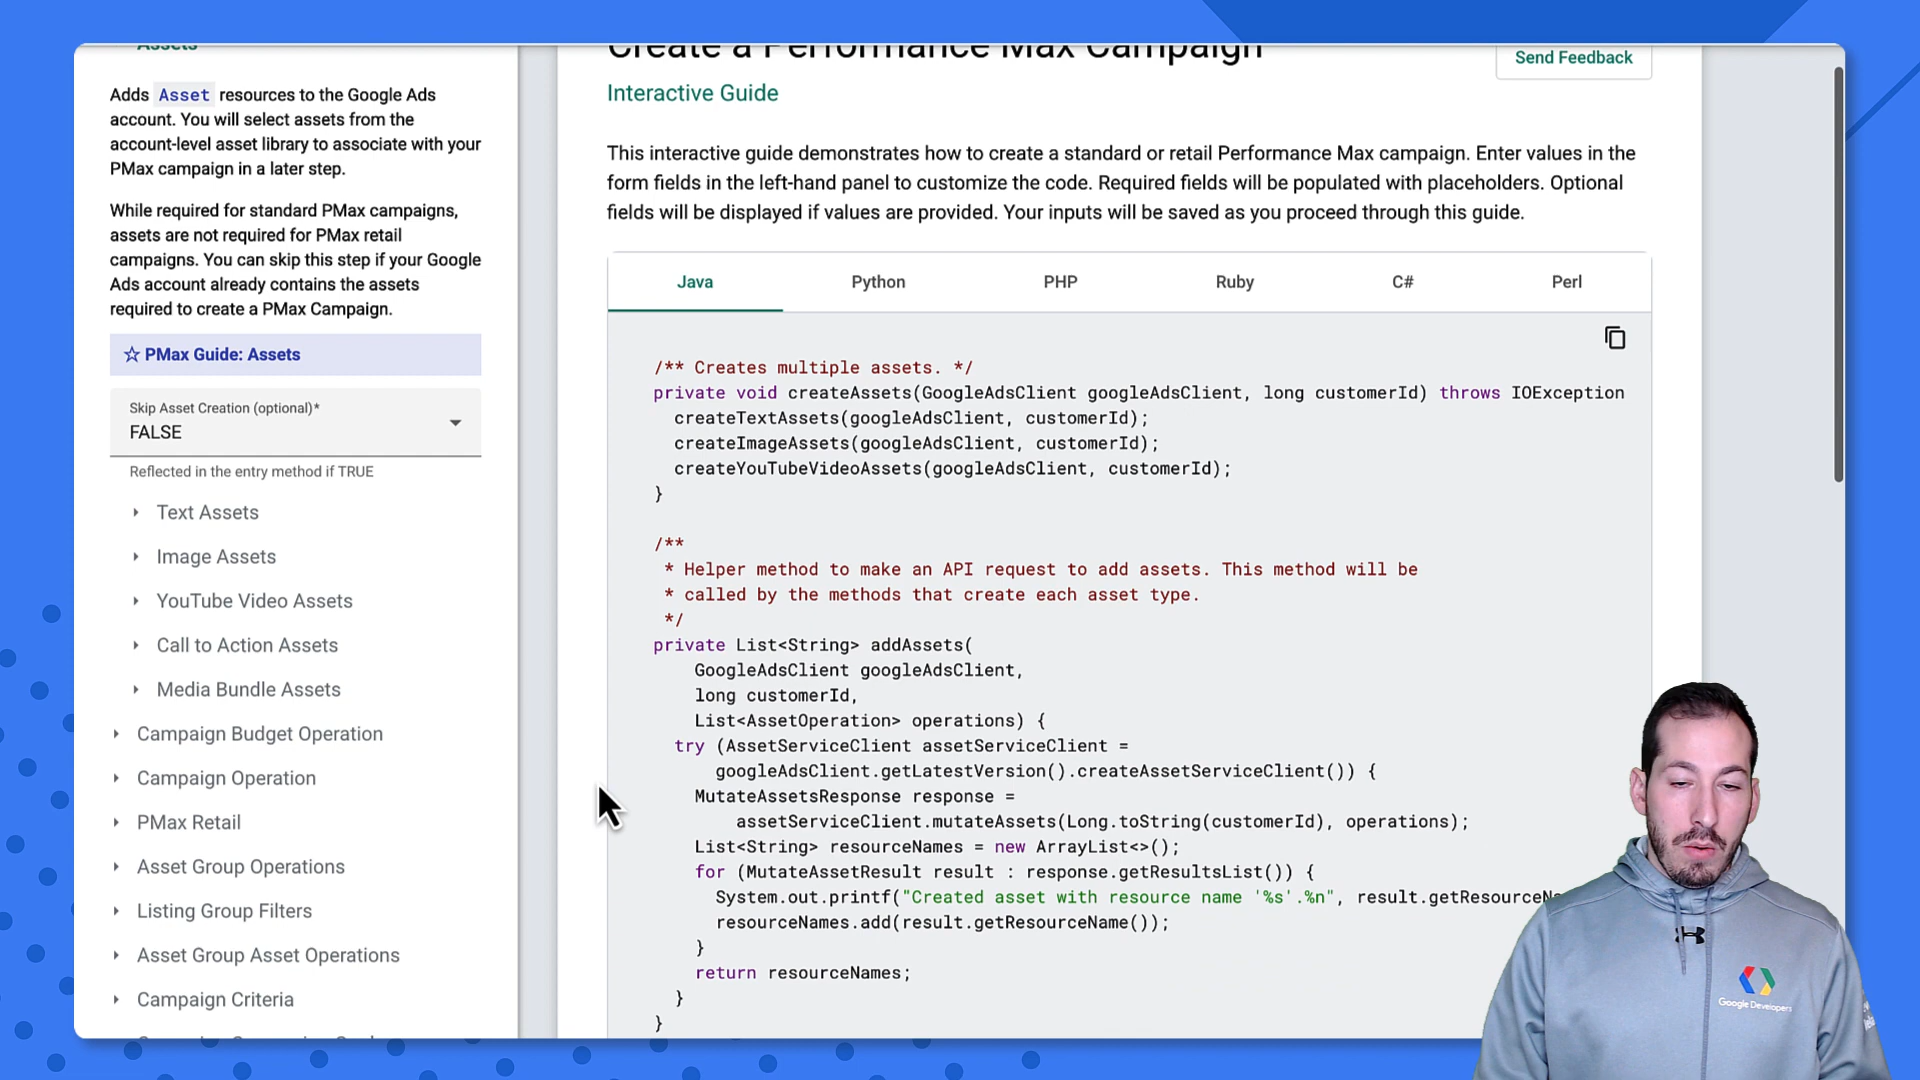 Assets
Adds Asset resources to the Google Ads
account. You will select assets from the
account-level asset library to associate with your
PMax campaign in a later step.
While required for standard PMax campaigns,
assets are not required for PMax retail
campaigns. You can skip this step if your Google
Ads account already contains the assets
required to create a PMax Campaign.
☆ PMax Guide: Assets
Skip Asset Creation (optional)*
FALSE
Reflected in the entry method if TRUE
Text Assets
Image Assets
YouTube Video Assets
Call to Action Assets
Media Bundle Assets
Campaign Budget Operation
Campaign Operation
PMax Retail
Asset Group Operations
Listing Group Filters
Asset Group Asset Operations
Campaign Criteria
Create a Performance Max Campaign
Send Feedback
Interactive Guide
This interactive guide demonstrates how to create a standard or retail Performance Max campaign. Enter values in the
form fields in the left-hand panel to customize the code. Required fields will be populated with placeholders. Optional
fields will be displayed if values are provided. Your inputs will be saved as you proceed through this guide.
Java Python PHP Ruby C# Perl
/** Creates multiple assets. */
private void createAssets(GoogleAdsClient googleAdsClient, long customerId) throws IOException
createTextAssets(googleAdsClient, customerId);
createImageAssets(googleAdsClient, customerId);
createYouTubeVideoAssets(googleAdsClient, customerId);
}
/**
* Helper method to make an API request to add assets. This method will be
* called by the methods that create each asset type.
*/
private List<String> addAssets(
GoogleAdsClient googleAdsClient,
long customerId,
List<AssetOperation> operations) {
try (AssetServiceClient assetServiceClient =
googleAdsClient.getLatestVersion().createAssetServiceClient()) {
MutateAssetsResponse response =
assetServiceClient.mutateAssets(Long.toString(customerId), operations);
List<String> resourceNames = new ArrayList<>();
for (MutateAssetResult result : response.getResultsList()) {
System.out.printf("Created asset with resource name '%s'.%n", result.getResourceN
resourceNames.add(result.getResourceName());
}
return resourceNames;
}
}
Google Developers